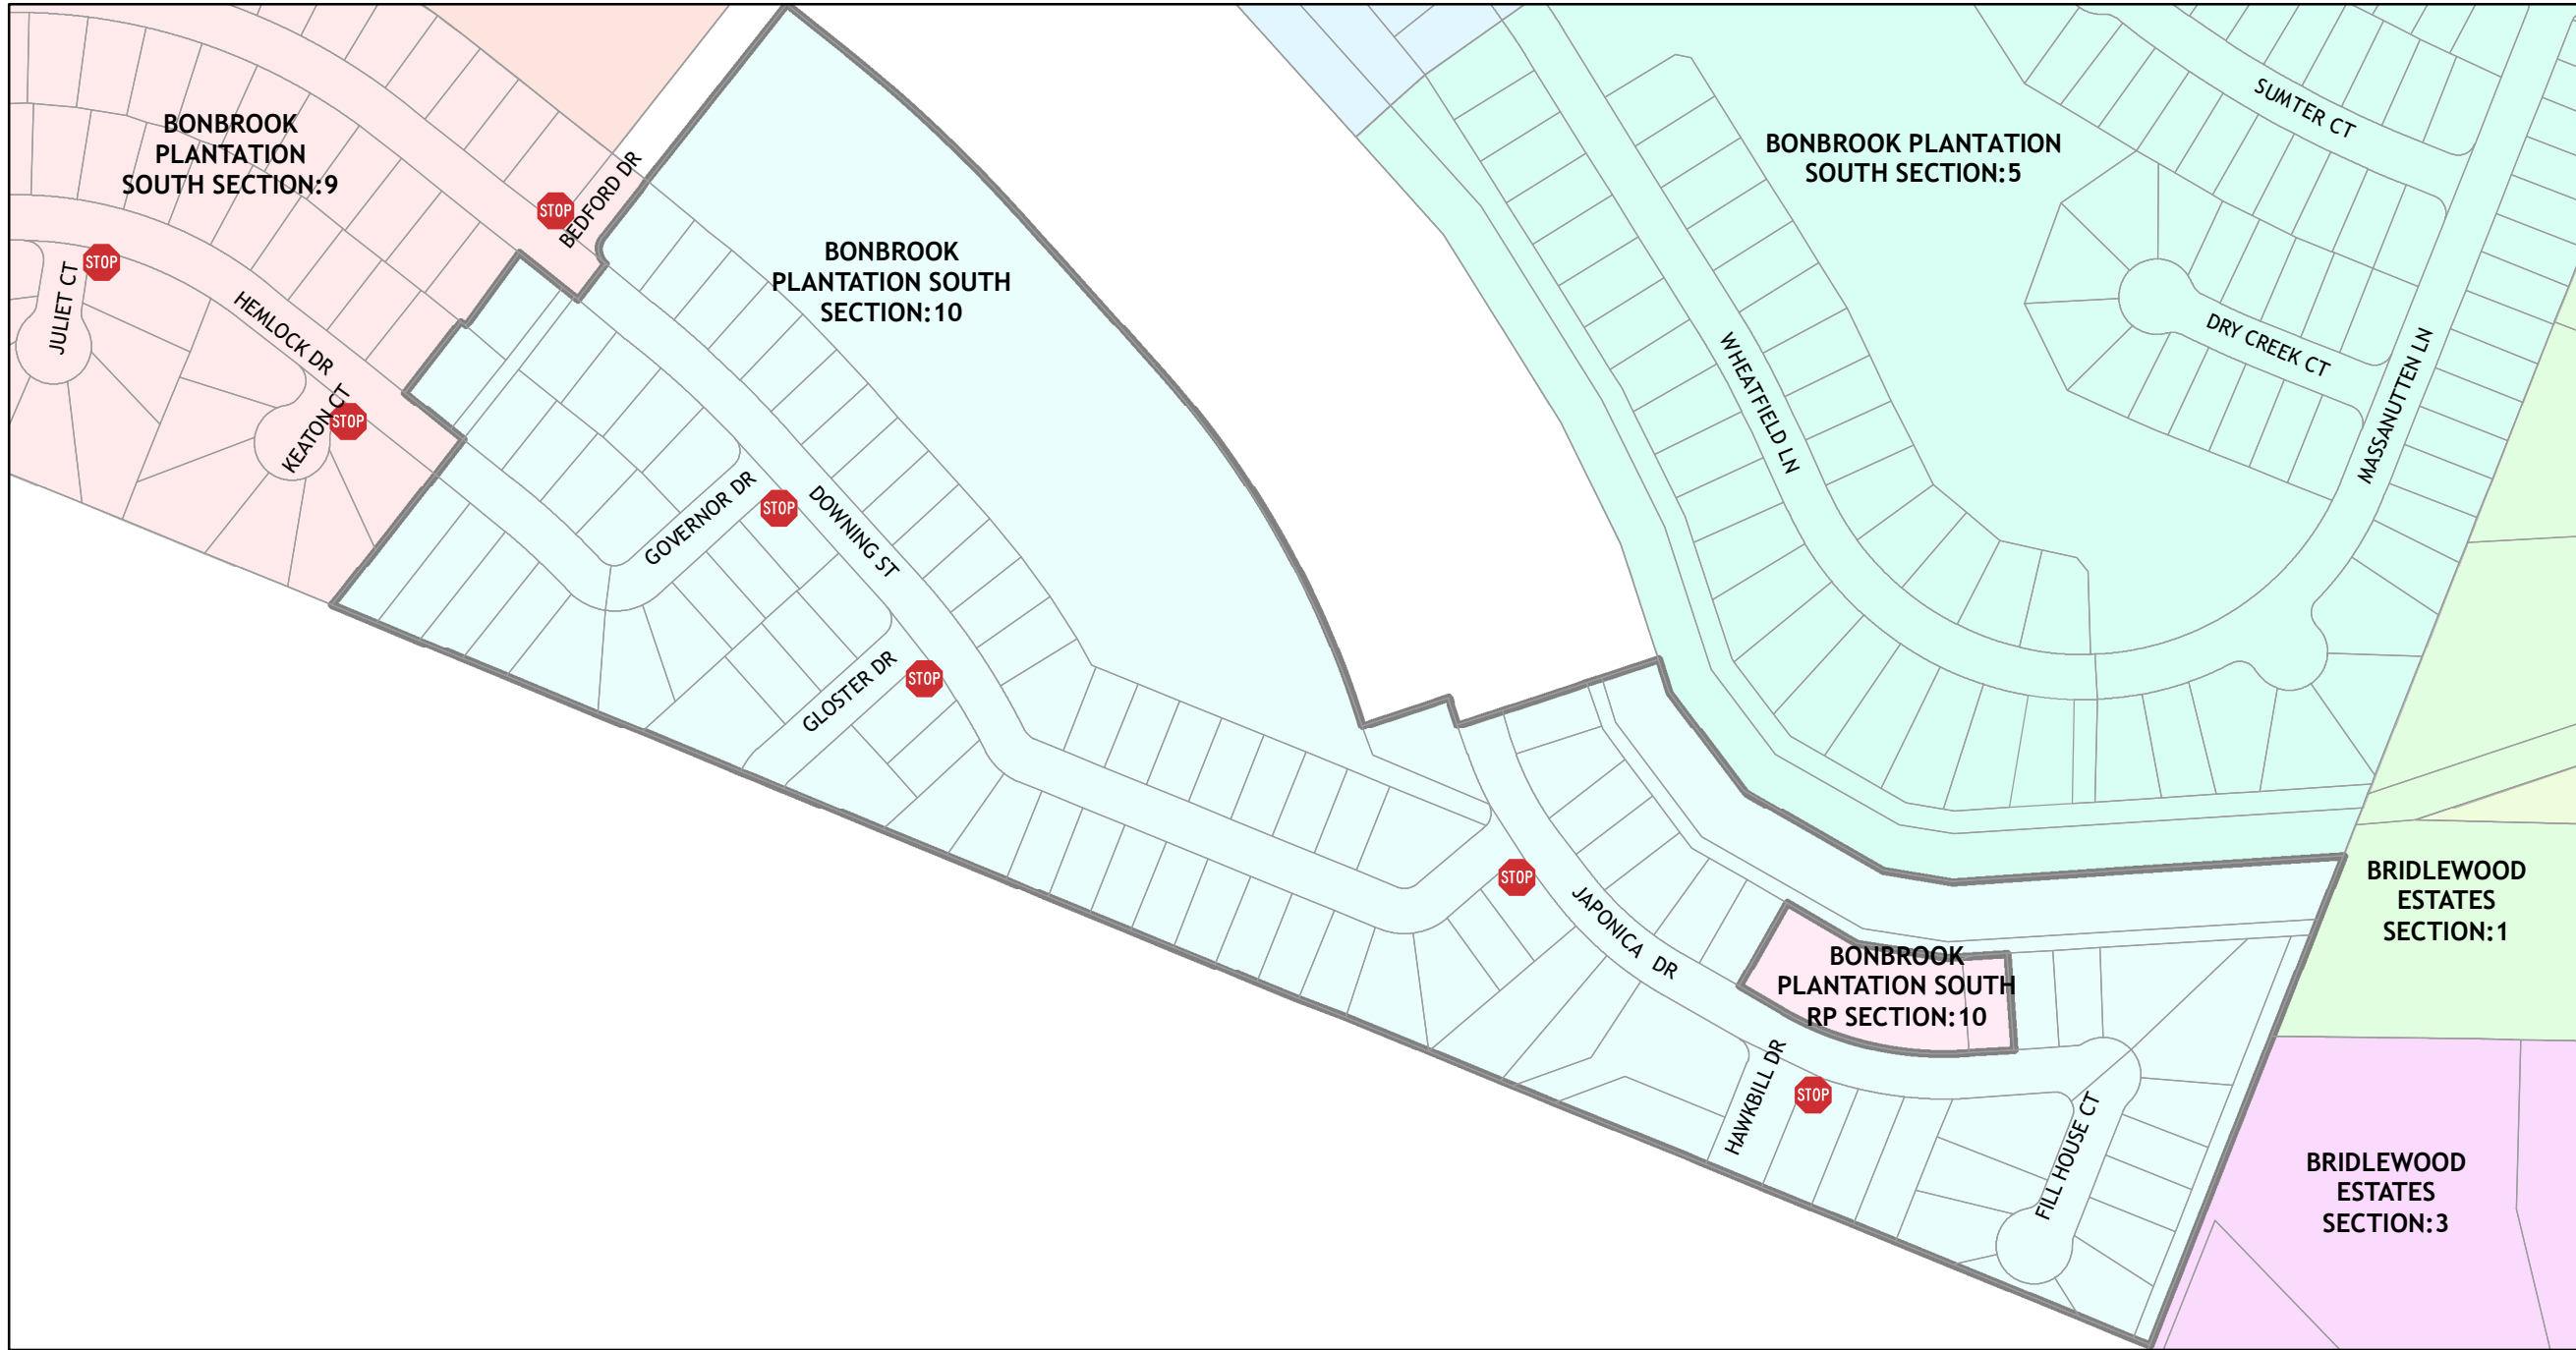 SUMTER CT
BONBROOK
PLANTATION
SOUTH SECTION:9
BONBROOK PLANTATION
SOUTH SECTION:5
STOP
BEDFORD DR
STOP
JULIET CT
HEMLOCK DR
BONBROOK
PLANTATION SOUTH
SECTION:10
DRY CREEK CT
WHEATFIELD LN
MASSANUTTEN LN
KEATON CT
STOP
GOVERNOR DR
STOP
DOWNING ST
GLOSTER DR
STOP
STOP
JAPONICA DR
BRIDLEWOOD
ESTATES
SECTION:1
BONBROOK
PLANTATION SOUTH
RP SECTION:10
HAWKBILL DR
STOP
FILL HOUSE CT
BRIDLEWOOD
ESTATES
SECTION:3